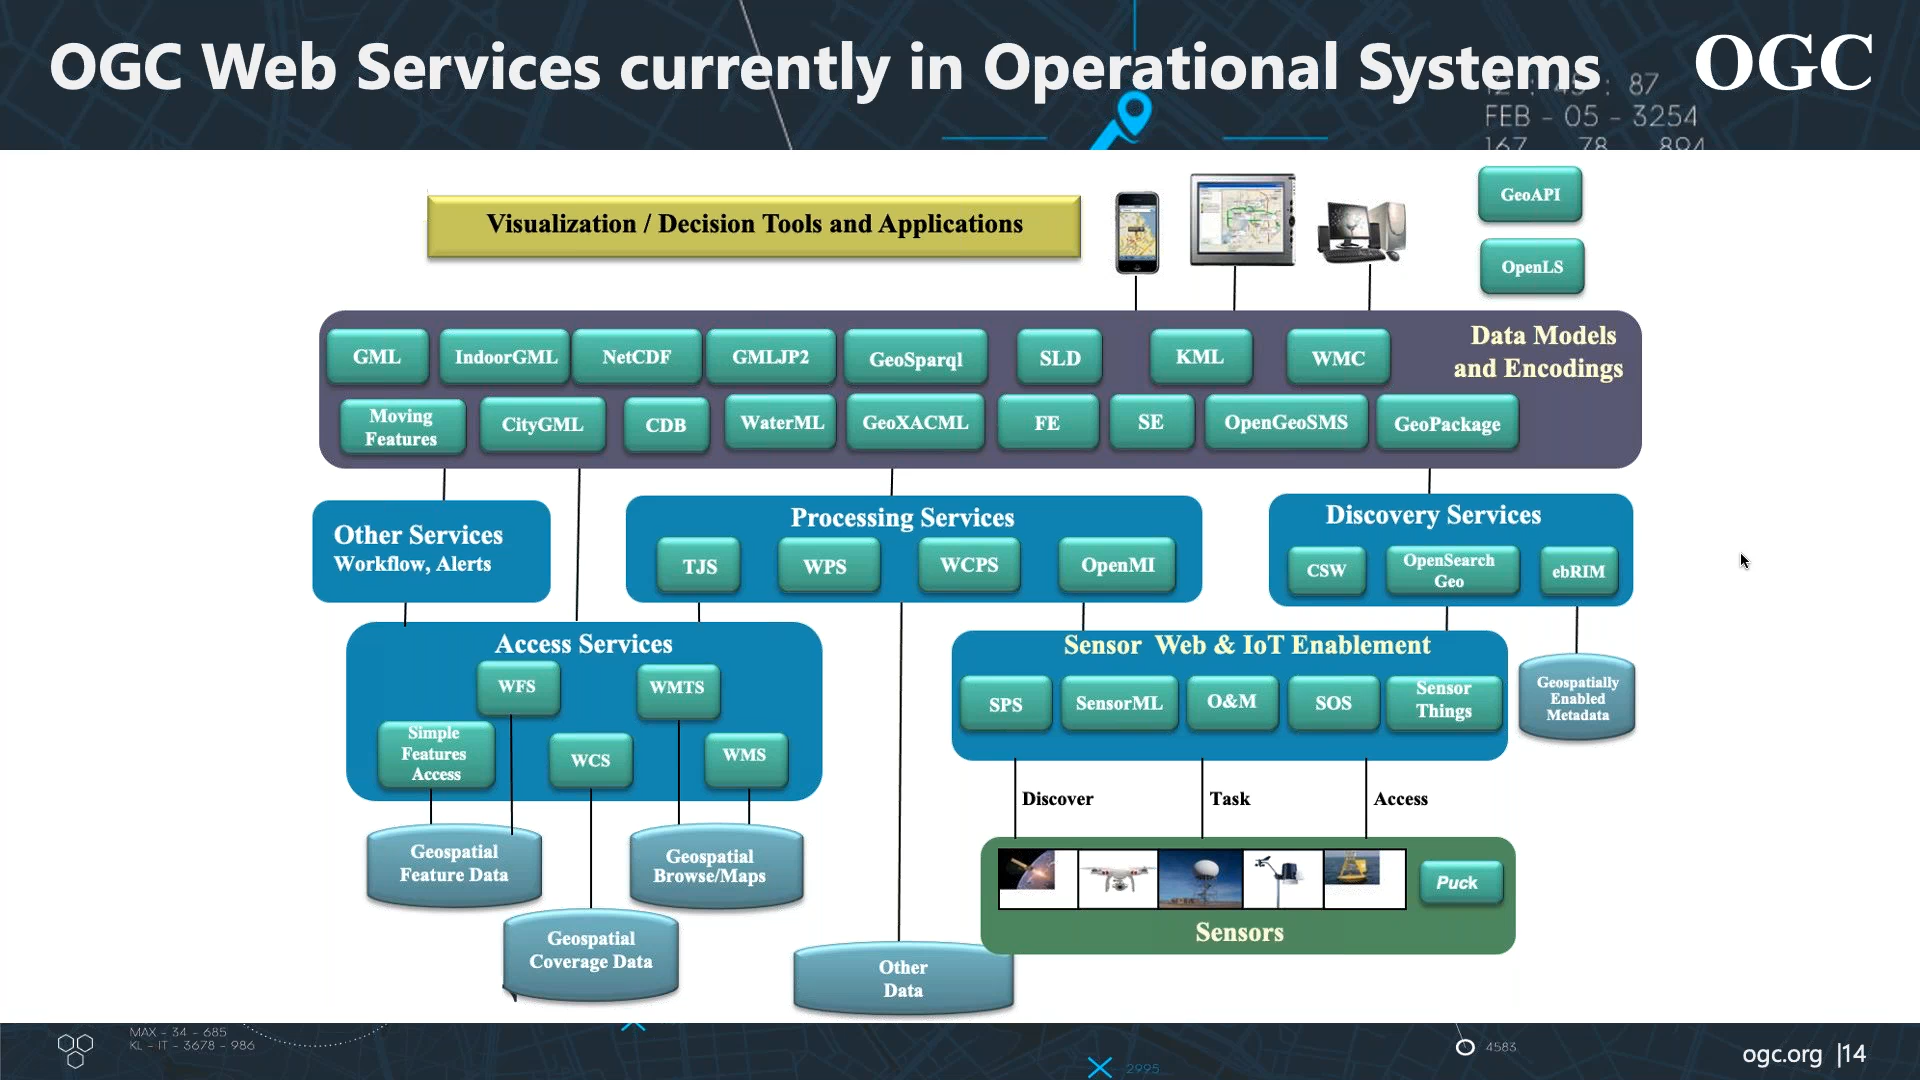 OGC Web Services currently in Operational Systems
OGC
: 87
FEB - 05 - 3254
167 78 894
Visualization / Decision Tools and Applications
GeoAPI
OpenLS
Data Models
and Encodings
GML
IndoorGML
NetCDF
GMLJP2
GeoSparql
SLD
KML
WMC
Moving
Features
CityGML
CDB
WaterML
GeoXACML
FE
SE
OpenGeoSMS
GeoPackage
Other Services
Workflow, Alerts
Processing Services
TJS
WPS
WCPS
OpenMI
Discovery Services
CSW
OpenSearch
Geo
ebRIM
Access Services
WFS
WMTS
Simple
Features
Access
WCS
WMS
Sensor Web & IoT Enablement
SPS
SensorML
O&M
SOS
Sensor
Things
Geospatially
Enabled
Metadata
Discover
Task
Access
Geospatial
Feature Data
Geospatial
Browse/Maps
Geospatial
Coverage Data
Other
Data
Puck
Sensors
MAX - 34 - 685
KL - IT - 3678 - 986
2995
4583
ogc.org |14